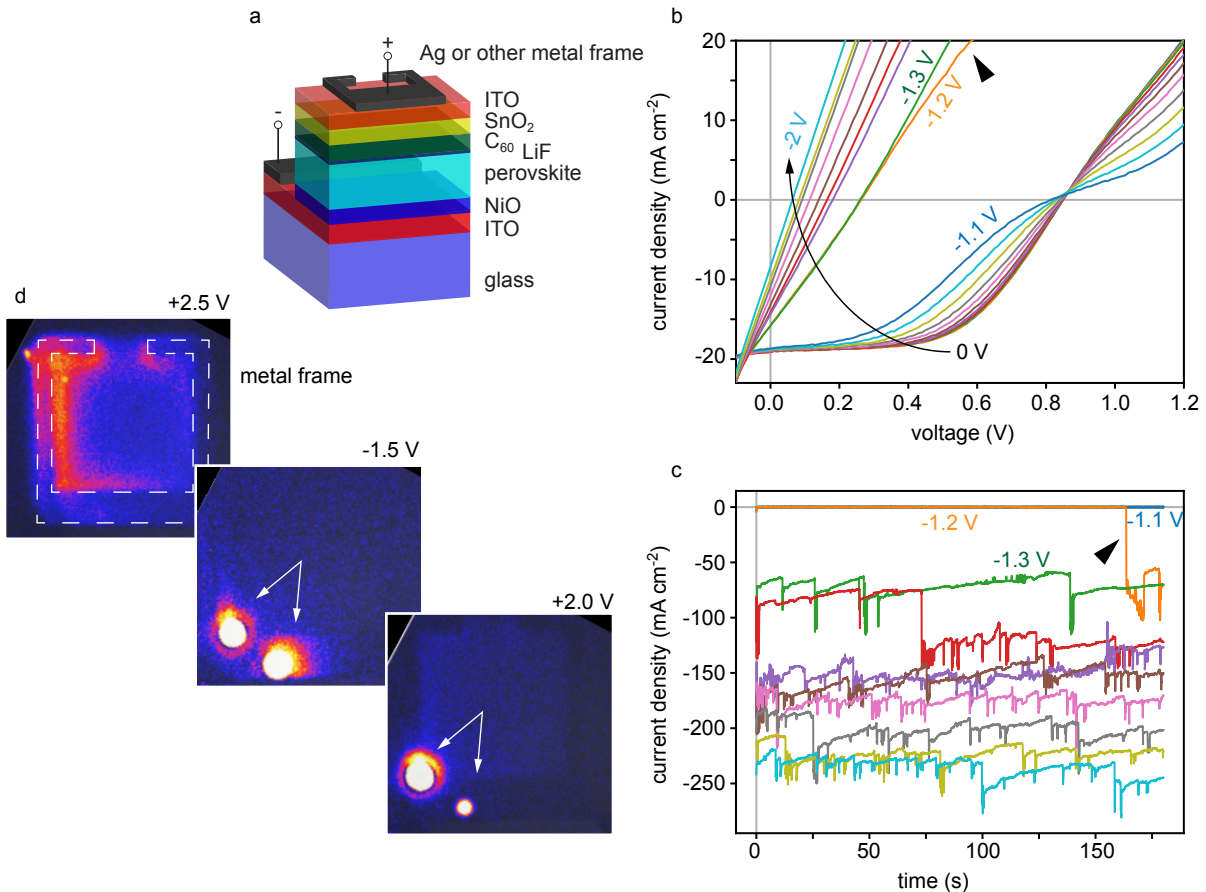 a
+
Ag or other metal frame
-
ITO
SnO₂
C₆₀ LiF
perovskite
NiO
ITO
glass
b
current density (mA cm⁻²)
20
10
0
-10
-20
-2 V
-1.3 V
-1.2 V
-1.1 V
0 V
0.0 0.2 0.4 0.6 0.8 1.0 1.2
voltage (V)
c
current density (mA cm⁻²)
0
-50
-100
-150
-200
-250
-1.2 V
-1.1 V
-1.3 V
0 50 100 150
time (s)
d
+2.5 V
metal frame
-1.5 V
+2.0 V